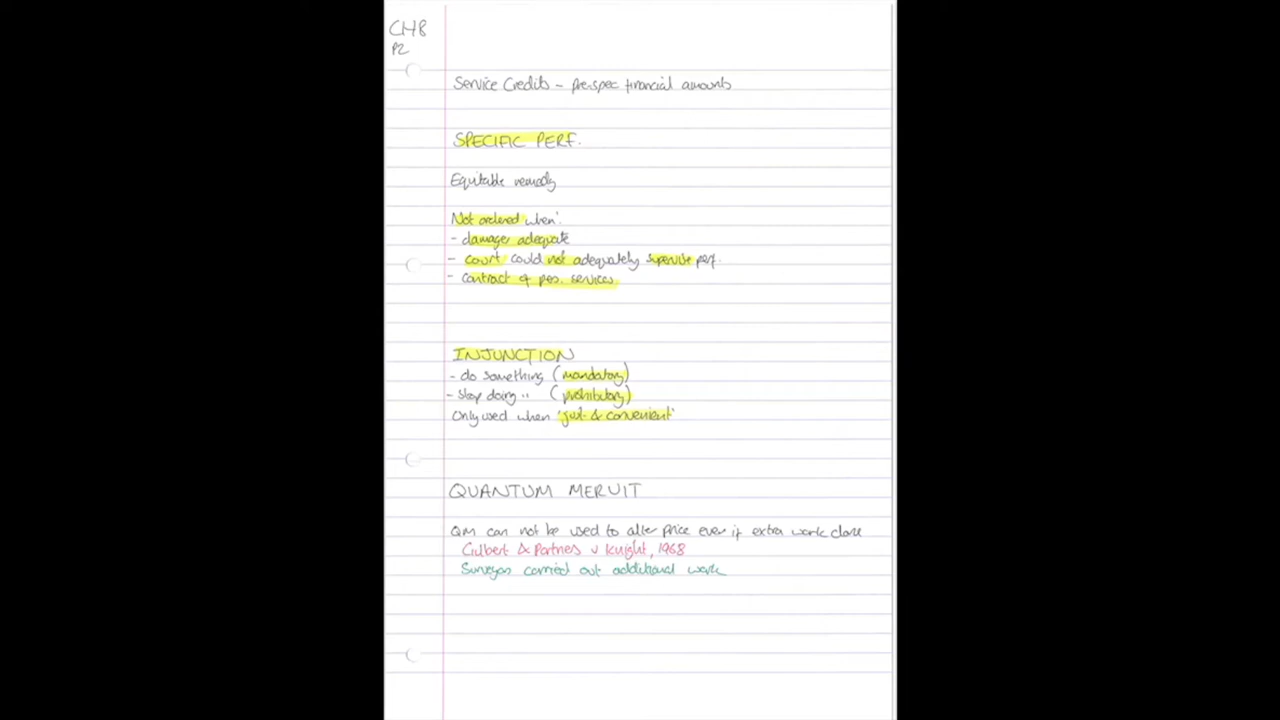 CH8
P2
Service Credits - pre-spec financial amounts
SPECIFIC PERF.
Equitable remedy
Not ordered when:
- damages adequate
- court could not adequately supervise perf.
- contract of pers. services.
INJUNCTION
- do something (mandatory)
- stop doing " (prohibitory)
Only used when 'just & convenient'
QUANTUM MERUIT
QM can not be used to alter price even if extra work done
Gilbert & Partners v Knight, 1968
Surveyors carried out additional work